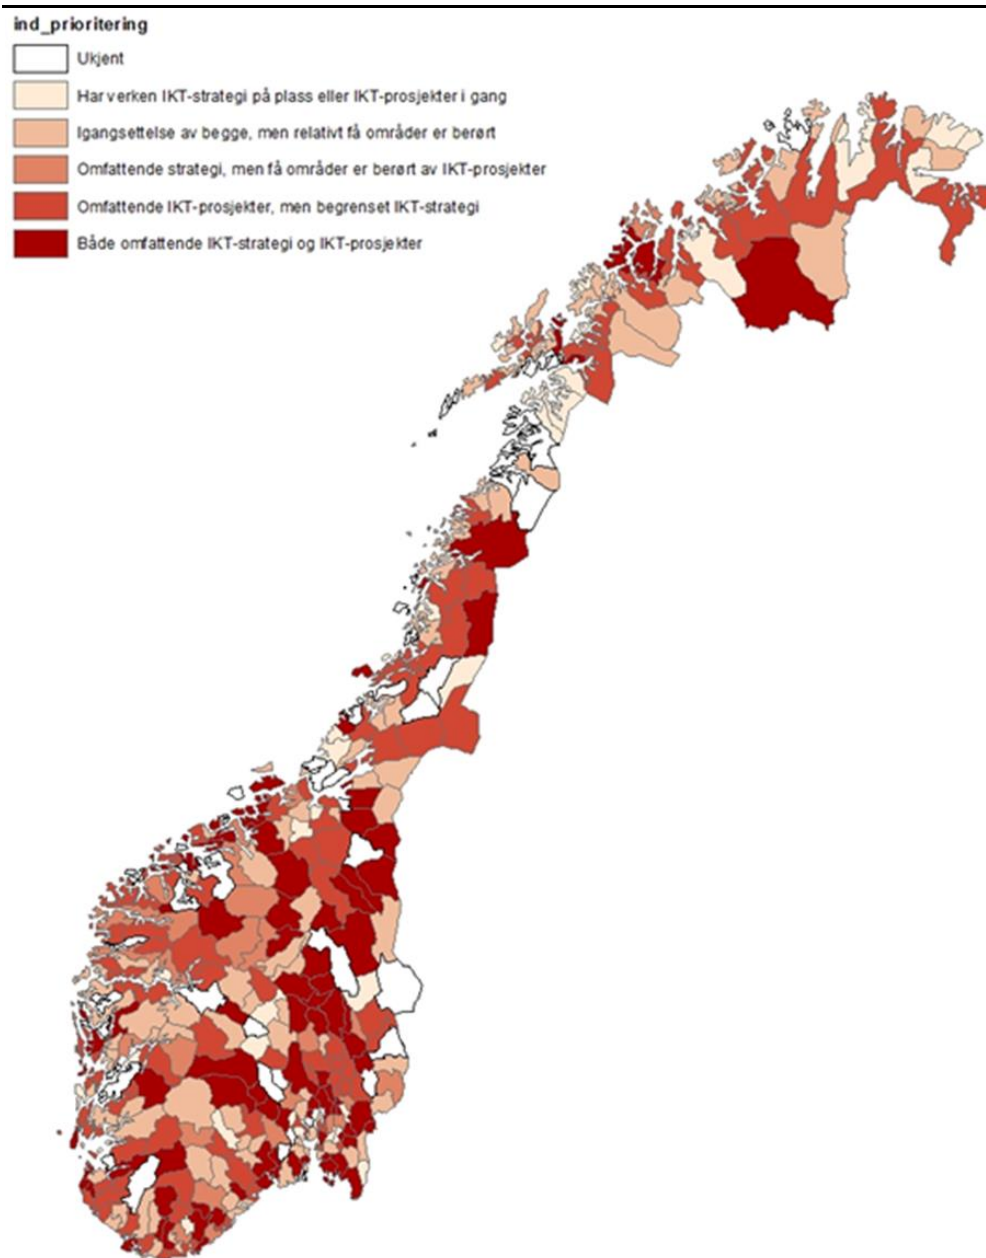 ind_prioritering
Ukjent
Har verken IKT-strategi på plass eller IKT-prosjekter i gang
Igangsettelse av begge, men relativt få områder er berørt
Omfattende strategi, men få områder er berørt av IKT-prosjekter
Omfattende IKT-prosjekter, men begrenset IKT-strategi
Både omfattende IKT-strategi og IKT-prosjekter